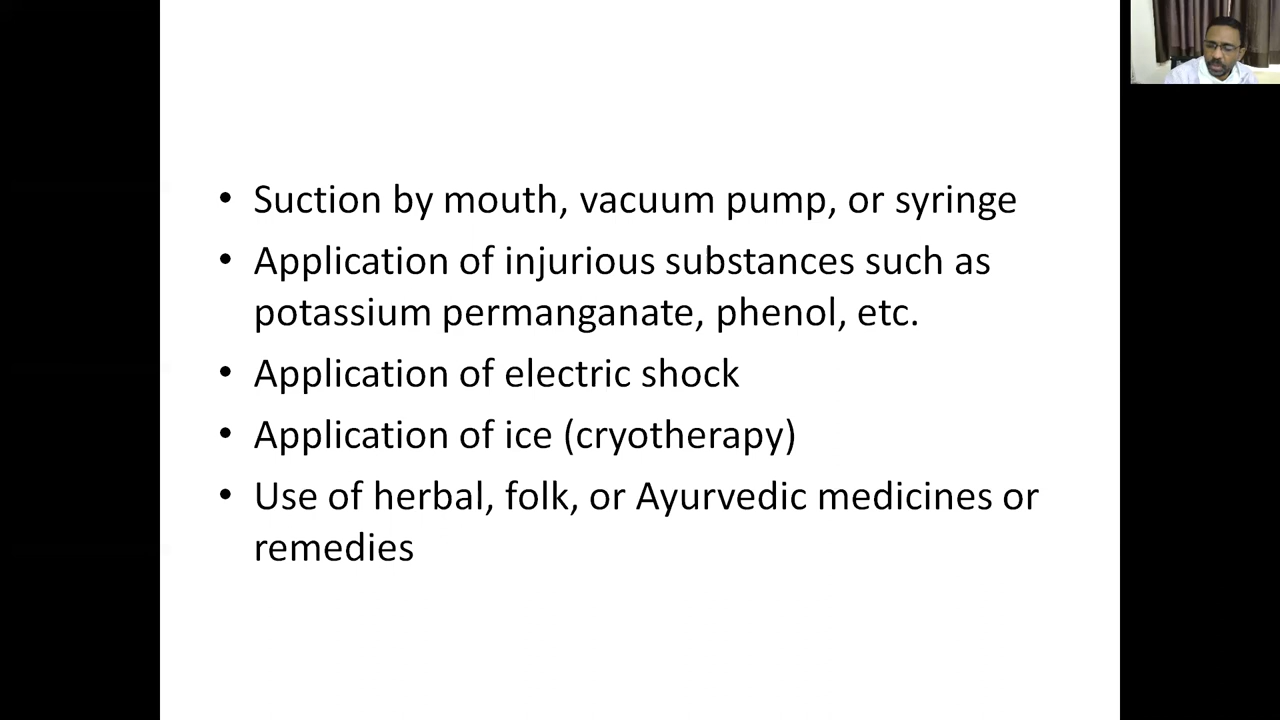 • Suction by mouth, vacuum pump, or syringe
• Application of injurious substances such as
potassium permanganate, phenol, etc.
• Application of electric shock
• Application of ice (cryotherapy)
• Use of herbal, folk, or Ayurvedic medicines or
remedies